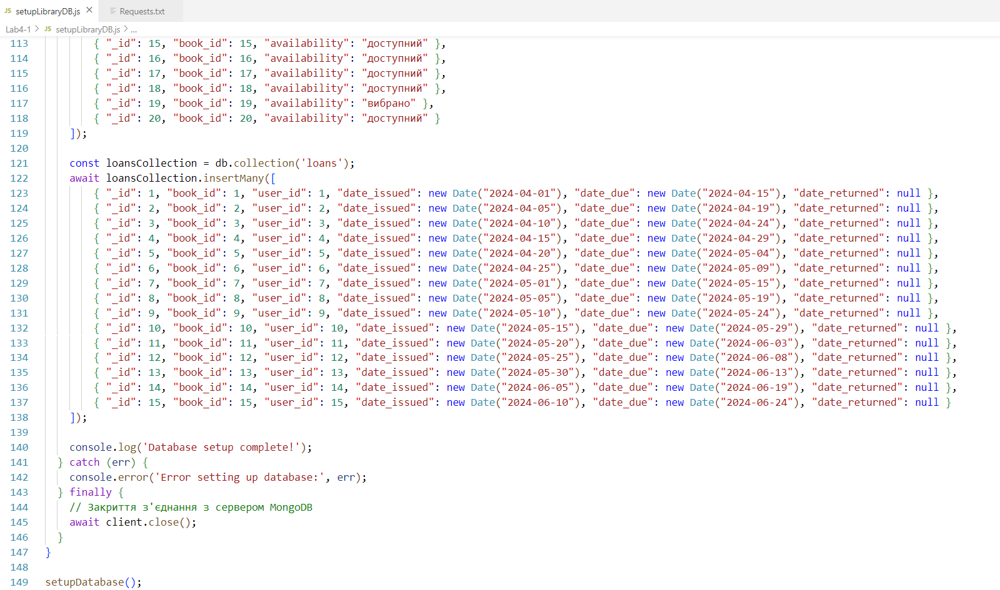 JS setupLibraryDB.js × Requests.txt
Lab4-1 > JS setupLibraryDB.js > ...
113 { "_id": 15, "book_id": 15, "availability": "доступний" },
114 { "_id": 16, "book_id": 16, "availability": "доступний" },
115 { "_id": 17, "book_id": 17, "availability": "доступний" },
116 { "_id": 18, "book_id": 18, "availability": "доступний" },
117 { "_id": 19, "book_id": 19, "availability": "вибрано" },
118 { "_id": 20, "book_id": 20, "availability": "доступний" }
119 ]);
120
121 const loansCollection = db.collection('loans');
122 await loansCollection.insertMany([
123 { "_id": 1, "book_id": 1, "user_id": 1, "date_issued": new Date("2024-04-01"), "date_due": new Date("2024-04-15"), "date_returned": null },
124 { "_id": 2, "book_id": 2, "user_id": 2, "date_issued": new Date("2024-04-05"), "date_due": new Date("2024-04-19"), "date_returned": null },
125 { "_id": 3, "book_id": 3, "user_id": 3, "date_issued": new Date("2024-04-10"), "date_due": new Date("2024-04-24"), "date_returned": null },
126 { "_id": 4, "book_id": 4, "user_id": 4, "date_issued": new Date("2024-04-15"), "date_due": new Date("2024-04-29"), "date_returned": null },
127 { "_id": 5, "book_id": 5, "user_id": 5, "date_issued": new Date("2024-04-20"), "date_due": new Date("2024-05-04"), "date_returned": null },
128 { "_id": 6, "book_id": 6, "user_id": 6, "date_issued": new Date("2024-04-25"), "date_due": new Date("2024-05-09"), "date_returned": null },
129 { "_id": 7, "book_id": 7, "user_id": 7, "date_issued": new Date("2024-05-01"), "date_due": new Date("2024-05-15"), "date_returned": null },
130 { "_id": 8, "book_id": 8, "user_id": 8, "date_issued": new Date("2024-05-05"), "date_due": new Date("2024-05-19"), "date_returned": null },
131 { "_id": 9, "book_id": 9, "user_id": 9, "date_issued": new Date("2024-05-10"), "date_due": new Date("2024-05-24"), "date_returned": null },
132 { "_id": 10, "book_id": 10, "user_id": 10, "date_issued": new Date("2024-05-15"), "date_due": new Date("2024-05-29"), "date_returned": null },
133 { "_id": 11, "book_id": 11, "user_id": 11, "date_issued": new Date("2024-05-20"), "date_due": new Date("2024-06-03"), "date_returned": null },
134 { "_id": 12, "book_id": 12, "user_id": 12, "date_issued": new Date("2024-05-25"), "date_due": new Date("2024-06-08"), "date_returned": null },
135 { "_id": 13, "book_id": 13, "user_id": 13, "date_issued": new Date("2024-05-30"), "date_due": new Date("2024-06-13"), "date_returned": null },
136 { "_id": 14, "book_id": 14, "user_id": 14, "date_issued": new Date("2024-06-05"), "date_due": new Date("2024-06-19"), "date_returned": null },
137 { "_id": 15, "book_id": 15, "user_id": 15, "date_issued": new Date("2024-06-10"), "date_due": new Date("2024-06-24"), "date_returned": null }
138 ]);
139
140 console.log('Database setup complete!');
141 } catch (err) {
142 console.error('Error setting up database:', err);
143 } finally {
144 // Закриття з'єднання з сервером MongoDB
145 await client.close();
146 }
147 }
148
149 setupDatabase();